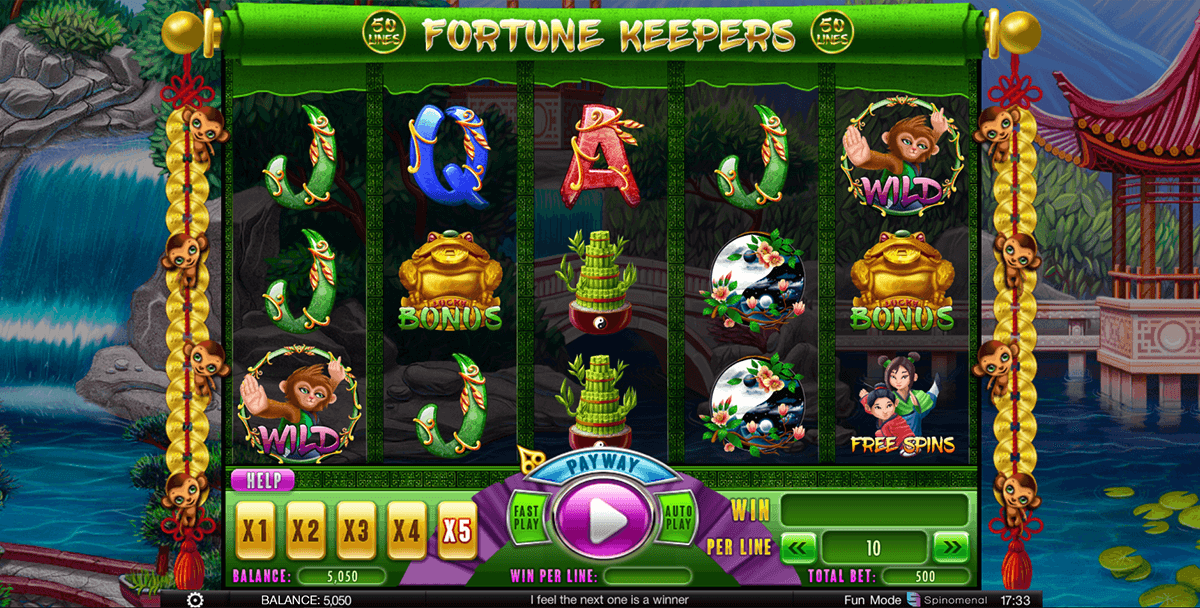 50 LINES
FORTUNE KEEPERS
50 LINES
J Q A J
WILD
J
LUCKY BONUS
LUCKY BONUS
WILD
J
FREE SPINS
HELP
PAYWAY
X1 X2 X3 X4 X5
FAST PLAY
AUTO PLAY
WIN
PER LINE
10
BALANCE: 5,050
WIN PER LINE:
TOTAL BET: 500
BALANCE: 5,050
I feel the next one is a winner
Fun Mode
Spinomenal
17:33